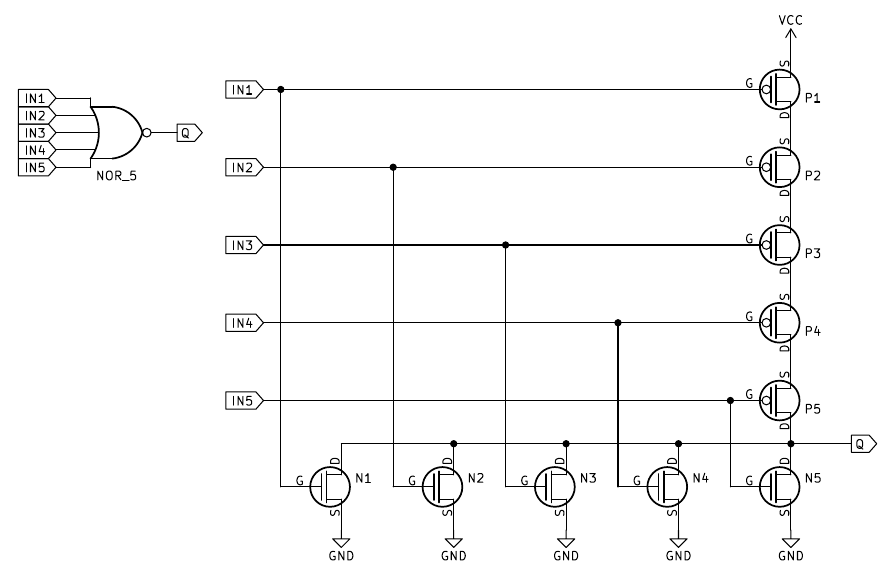 VCC
S
IN1 G P1
D
IN1
IN2
IN3 Q
IN4
IN5
NOR_5
S
IN2 G P2
D
S
IN3 G P3
D
S
IN4 G P4
D
S
IN5 G P5
D
Q
D D D D D
G N1 G N2 G N3 G N4 G N5
S S S S S
GND GND GND GND GND